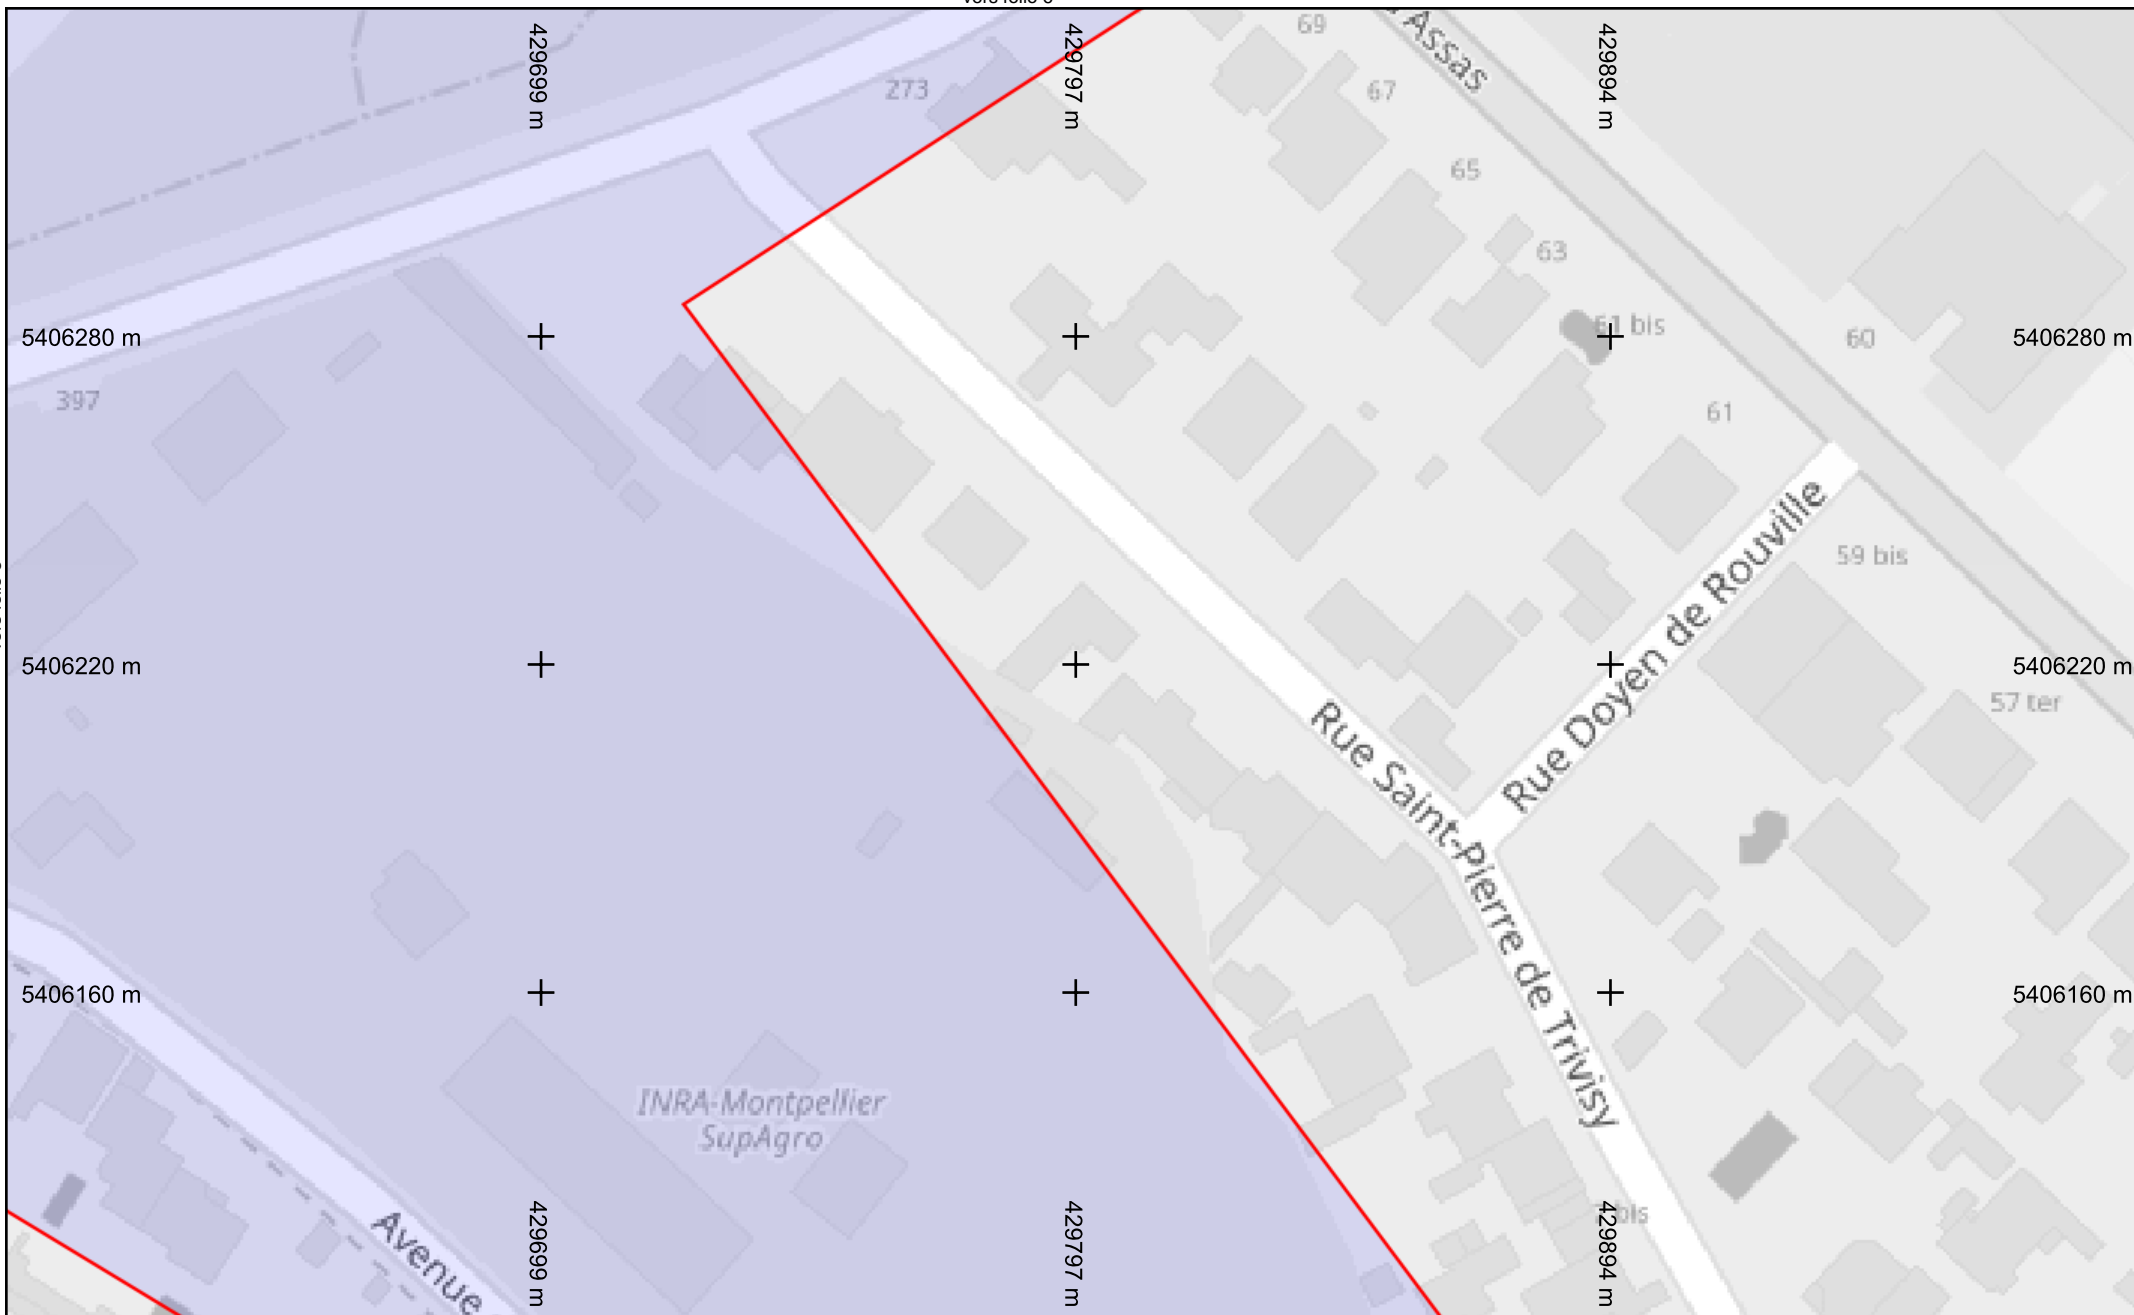 429699 m
429797 m
429894 m
Assas
69
273
67
65
63
5406280 m
61 bis
60
5406280 m
397
61
Rue Doyen de Rouville
59 bis
5406220 m
5406220 m
57 ter
Rue Saint-Pierre de Trivisy
5406160 m
5406160 m
INRA-Montpellier
SupAgro
Avenue
bis
429699 m
429797 m
429894 m